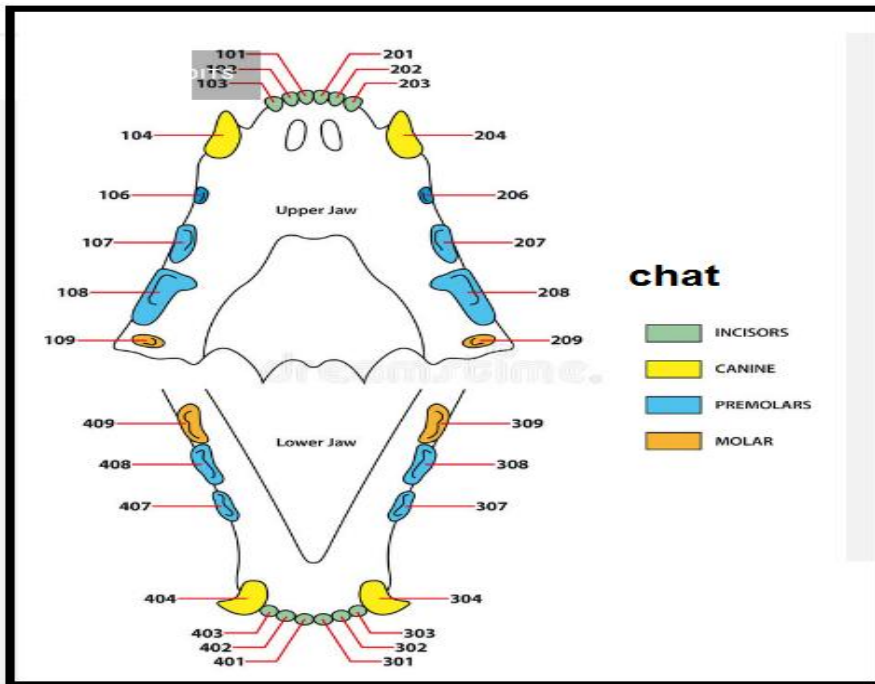 101 201
102 202
103 203
104 204
106 206
Upper Jaw
107 207
108 208
chat
109 209
INCISORS
CANINE
PREMOLARS
MOLAR
dreamstime.
409 309
Lower Jaw
408 308
407 307
404 304
403 303
402 302
401 301